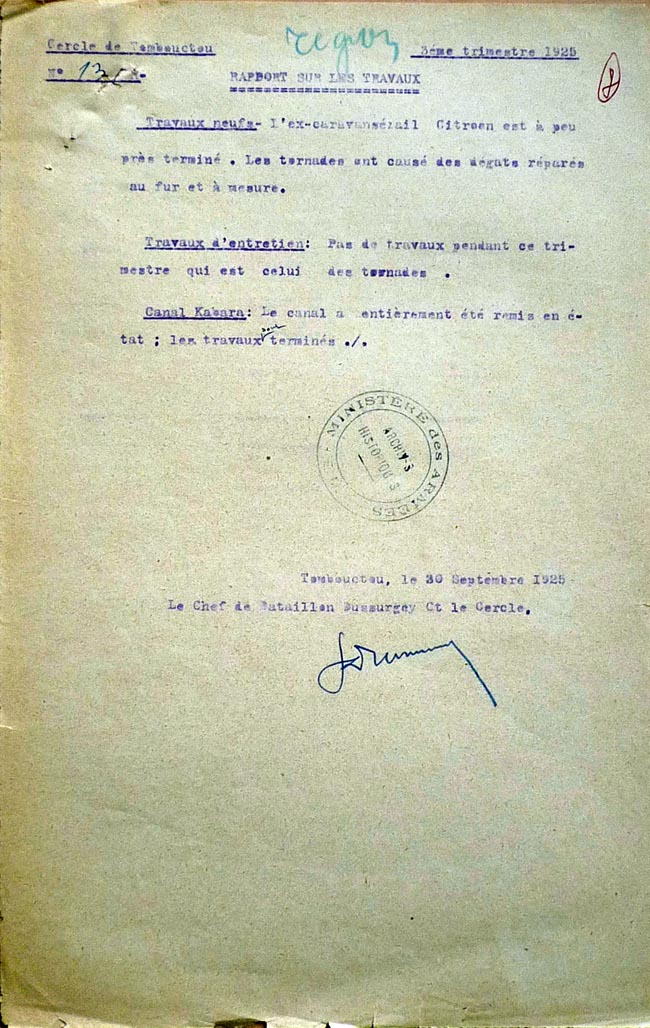 Cercle de Tombouctou
3ème trimestre 1925
N° 13
RAPPORT SUR LES TRAVAUX
Travaux neufs- L'ex-caravansérail Citroen est à peu
près terminé . Les tornades ont causé des dégats réparés
au fur et à mesure.
Travaux d'entretien: Pas de travaux pendant ce tri-
mestre qui est celui des tornades .
Canal Kabara: Le canal a entièrement été remis en é-
tat ; les travaux sont terminés ./.
MINISTÈRE des ARMEES
HISTORIQUES
Tombouctou, le 30 Septembre 1925
Le Chef de Bataillon Dussurgey Ct le Cercle.